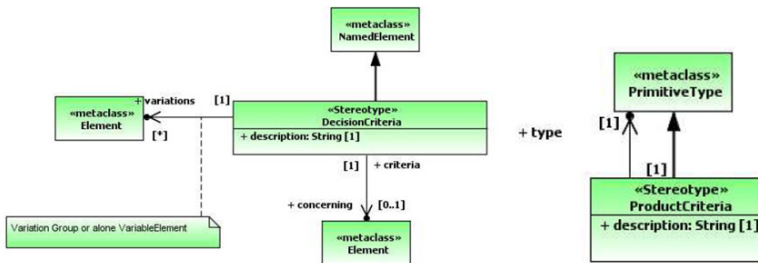 «metaclass»
NamedElement
«metaclass»
Element
+ variations
[1]
[*]
«Stereotype»
DecisionCriteria
+ description: String [1]
[1]
+ criteria
+ concerning
[0..1]
«metaclass»
Element
Variation Group or alone VariableElement
+ type
«metaclass»
PrimitiveType
[1]
[1]
«Stereotype»
ProductCriteria
+ description: String [1]